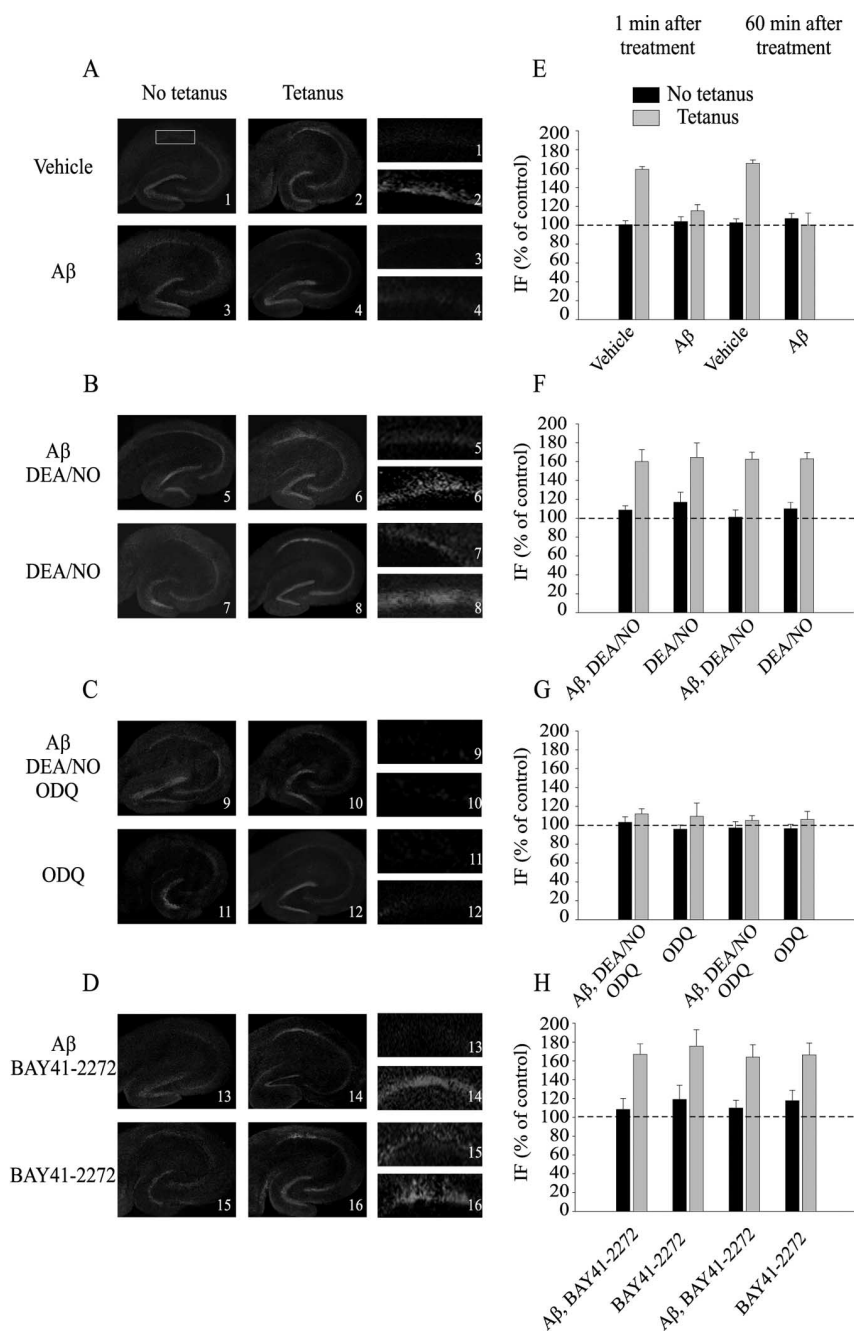 1 min after 60 min after
treatment treatment
A
No tetanus Tetanus
Vehicle
1
2
1
2
Aβ
3
4
3
4
E
No tetanus
Tetanus
IF (% of control)
200
180
160
140
120
100
80
60
40
20
0
Vehicle Aβ Vehicle Aβ
B
Aβ
DEA/NO
5
6
5
6
DEA/NO
7
8
7
8
F
IF (% of control)
200
180
160
140
120
100
80
60
40
20
0
Aβ, DEA/NO DEA/NO Aβ, DEA/NO DEA/NO
C
Aβ
DEA/NO
ODQ
9
10
9
10
ODQ
11
12
11
12
G
IF (% of control)
200
180
160
140
120
100
80
60
40
20
0
Aβ, DEA/NO
ODQ
ODQ
Aβ, DEA/NO
ODQ
ODQ
D
Aβ
BAY41-2272
13
14
13
14
BAY41-2272
15
16
15
16
H
IF (% of control)
200
180
160
140
120
100
80
60
40
20
0
Aβ, BAY41-2272 BAY41-2272 Aβ, BAY41-2272 BAY41-2272